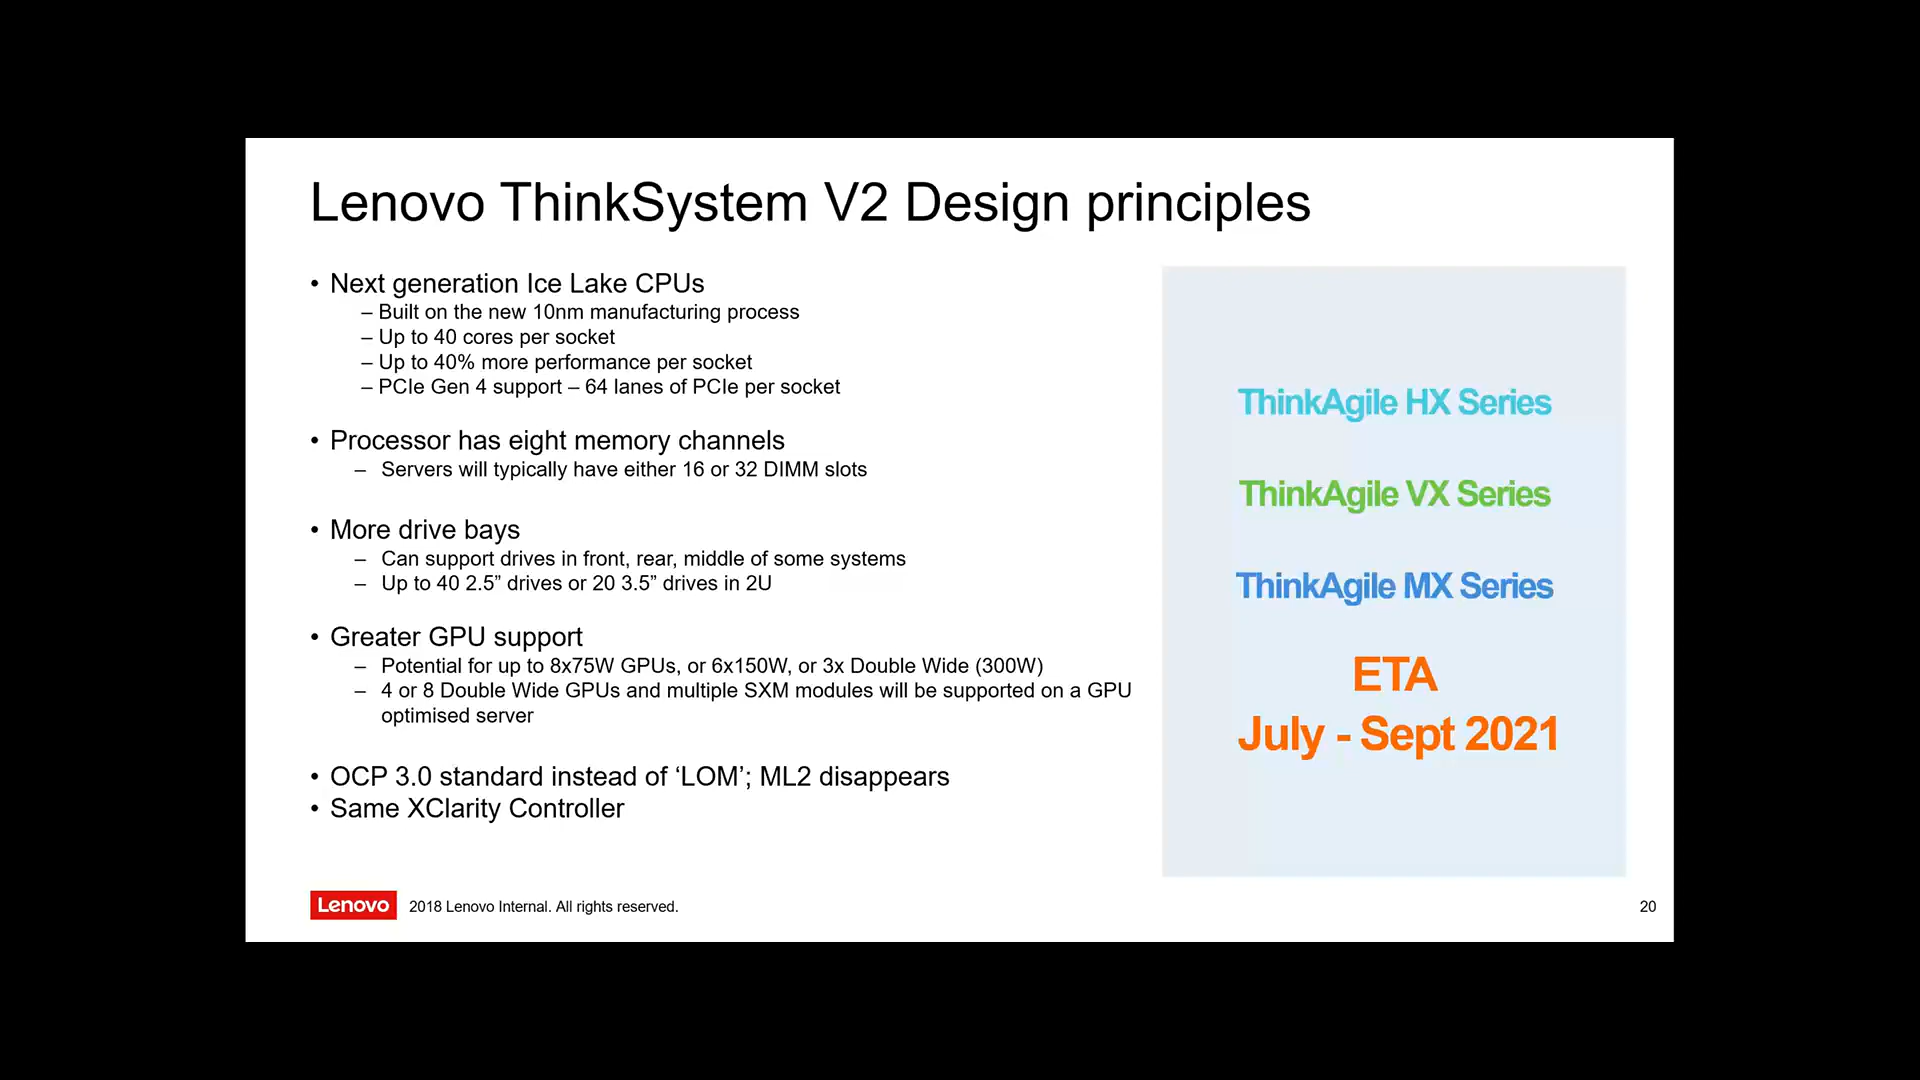 Lenovo ThinkSystem V2 Design principles
• Next generation Ice Lake CPUs
– Built on the new 10nm manufacturing process
– Up to 40 cores per socket
– Up to 40% more performance per socket
– PCIe Gen 4 support – 64 lanes of PCIe per socket
• Processor has eight memory channels
– Servers will typically have either 16 or 32 DIMM slots
• More drive bays
– Can support drives in front, rear, middle of some systems
– Up to 40 2.5” drives or 20 3.5” drives in 2U
• Greater GPU support
– Potential for up to 8x75W GPUs, or 6x150W, or 3x Double Wide (300W)
– 4 or 8 Double Wide GPUs and multiple SXM modules will be supported on a GPU
optimised server
• OCP 3.0 standard instead of ‘LOM’; ML2 disappears
• Same XClarity Controller
ThinkAgile HX Series
ThinkAgile VX Series
ThinkAgile MX Series
ETA
July - Sept 2021
Lenovo 2018 Lenovo Internal. All rights reserved.
20